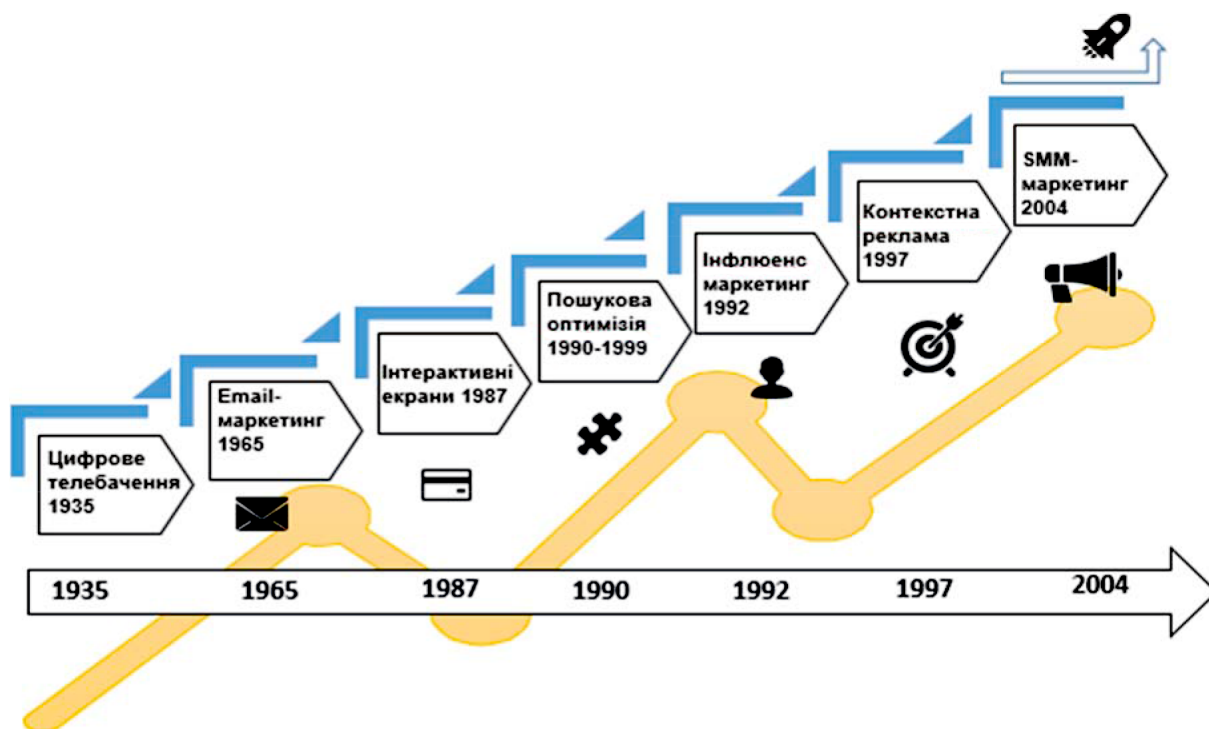 Цифрове
телебачення
1935
Email-
маркетинг
1965
Інтерактивні
екрани 1987
Пошукова
оптимізія
1990-1999
Інфлюенс
маркетинг
1992
Контекстна
реклама
1997
SMM-
маркетинг
2004
1935 1965 1987 1990 1992 1997 2004